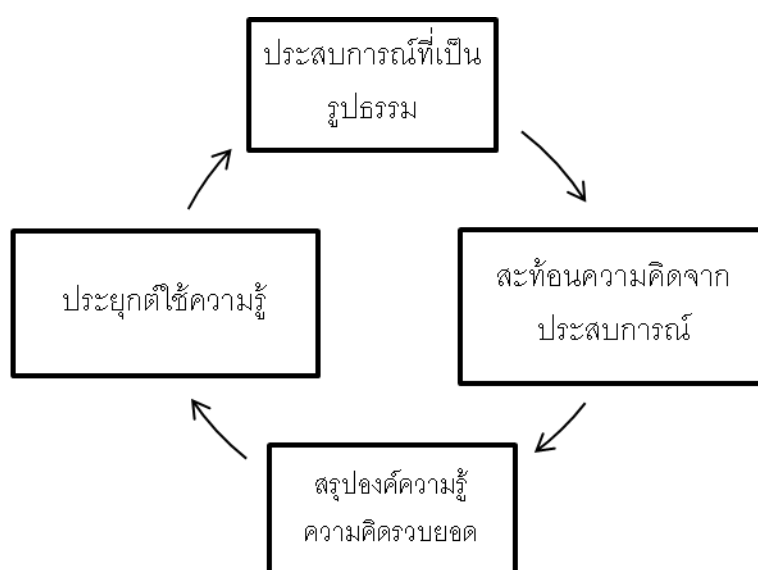 ประสบการณ์ที่เป็น
รูปธรรม
สะท้อนความคิดจาก
ประสบการณ์
สรุปองค์ความรู้
ความคิดรวบยอด
ประยุกต์ใช้ความรู้